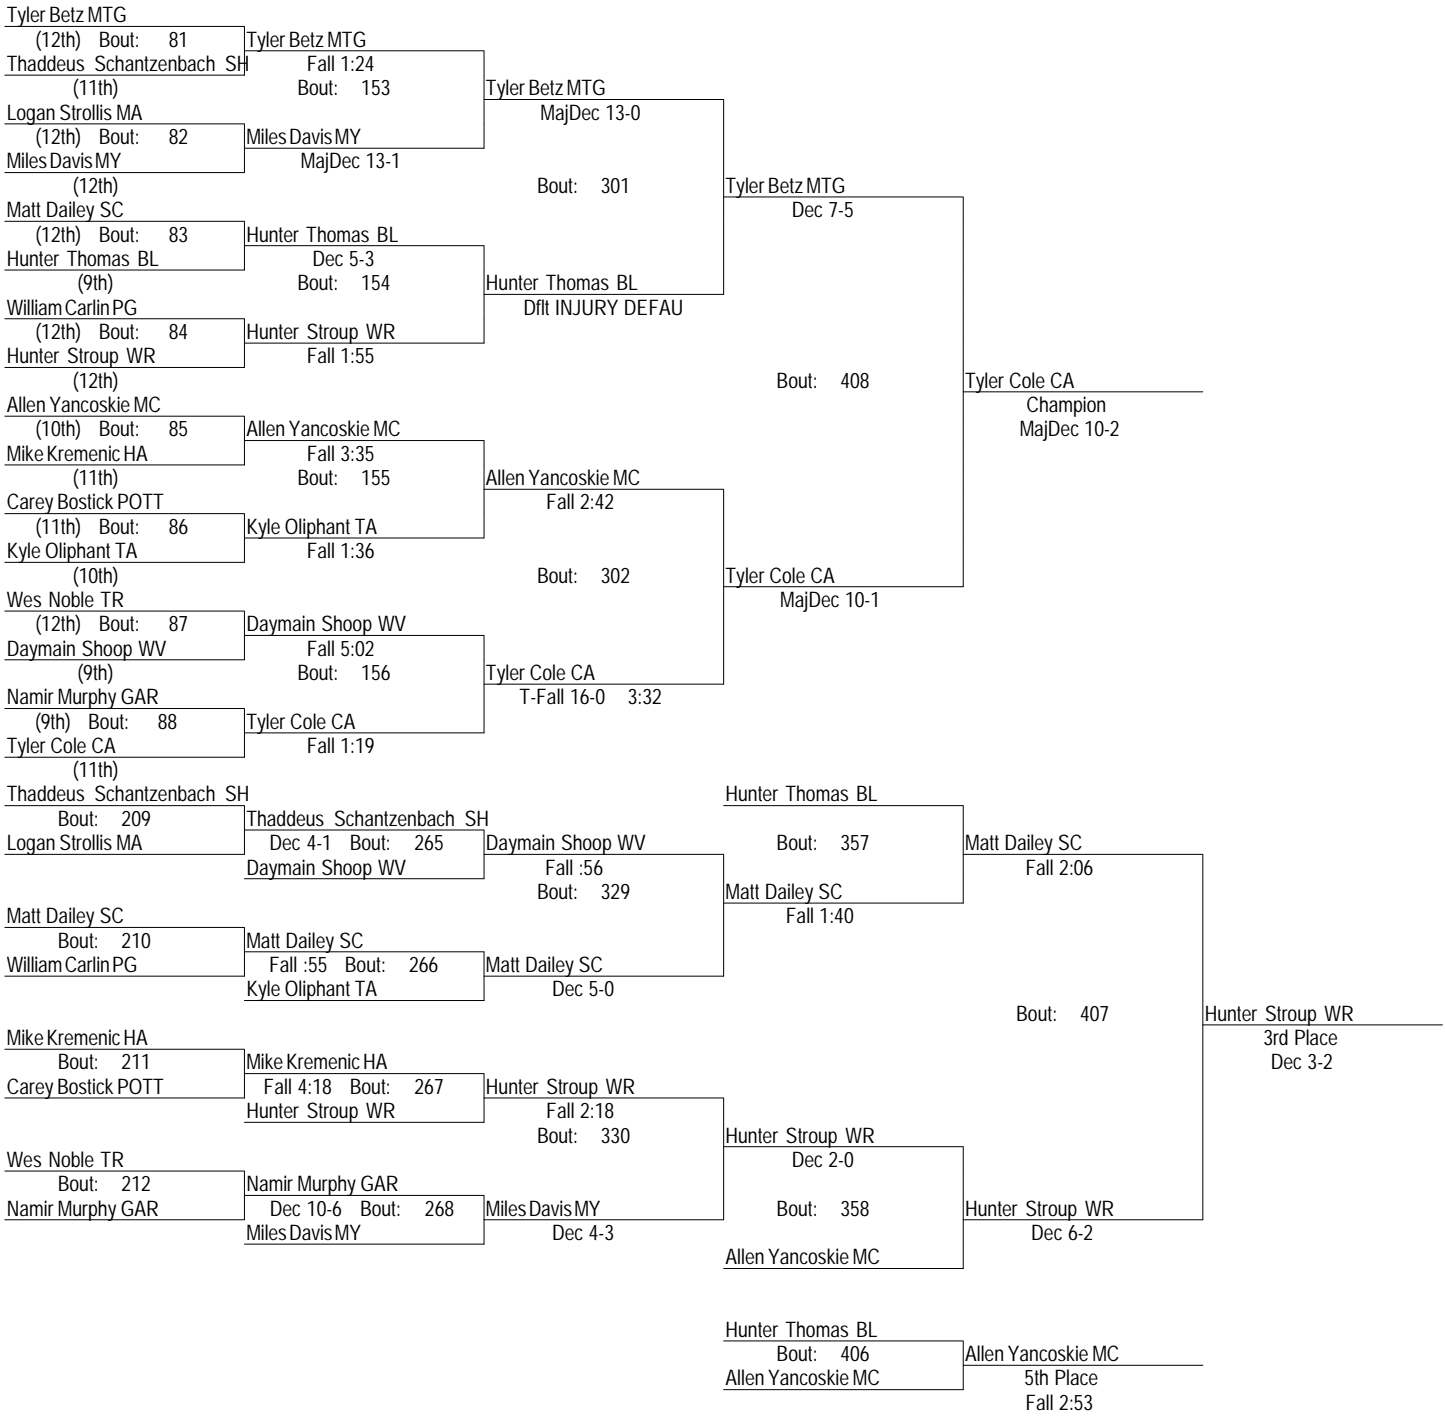 Tyler Betz MTG
(12th) Bout: 81 Tyler Betz MTG
Thaddeus Schantzenbach SH Fall 1:24
(11th) Bout: 153 Tyler Betz MTG
Logan Strollis MA MajDec 13-0
(12th) Bout: 82 Miles Davis MY
Miles Davis MY MajDec 13-1
(12th) Bout: 301 Tyler Betz MTG
Matt Dailey SC Dec 7-5
(12th) Bout: 83 Hunter Thomas BL
Hunter Thomas BL Dec 5-3
(9th) Bout: 154 Hunter Thomas BL
William Carlin PG Dflt INJURY DEFAU
(12th) Bout: 84 Hunter Stroup WR
Hunter Stroup WR Fall 1:55
(12th) Bout: 408 Tyler Cole CA
Allen Yancoskie MC Champion
(10th) Bout: 85 Allen Yancoskie MC MajDec 10-2
Mike Kremenic HA Fall 3:35
(11th) Bout: 155 Allen Yancoskie MC
Carey Bostick POTT Fall 2:42
(11th) Bout: 86 Kyle Oliphant TA
Kyle Oliphant TA Fall 1:36
(10th) Bout: 302 Tyler Cole CA
Wes Noble TR MajDec 10-1
(12th) Bout: 87 Daymain Shoop WV
Daymain Shoop WV Fall 5:02
(9th) Bout: 156 Tyler Cole CA
Namir Murphy GAR T-Fall 16-0 3:32
(9th) Bout: 88 Tyler Cole CA
Tyler Cole CA Fall 1:19
(11th)
Thaddeus Schantzenbach SH Hunter Thomas BL
Bout: 209 Thaddeus Schantzenbach SH
Logan Strollis MA Dec 4-1 Bout: 265 Daymain Shoop WV Bout: 357 Matt Dailey SC
Daymain Shoop WV Fall :56 Fall 2:06
Bout: 329 Matt Dailey SC
Matt Dailey SC Fall 1:40
Bout: 210 Matt Dailey SC
William Carlin PG Fall :55 Bout: 266 Matt Dailey SC
Kyle Oliphant TA Dec 5-0
Bout: 407 Hunter Stroup WR
Mike Kremenic HA 3rd Place
Bout: 211 Mike Kremenic HA Dec 3-2
Carey Bostick POTT Fall 4:18 Bout: 267 Hunter Stroup WR
Hunter Stroup WR Fall 2:18
Bout: 330 Hunter Stroup WR
Wes Noble TR Dec 2-0
Bout: 212 Namir Murphy GAR
Namir Murphy GAR Dec 10-6 Bout: 268 Miles Davis MY Bout: 358 Hunter Stroup WR
Miles Davis MY Dec 4-3 Dec 6-2
Allen Yancoskie MC
Hunter Thomas BL
Bout: 406 Allen Yancoskie MC
Allen Yancoskie MC 5th Place
Fall 2:53